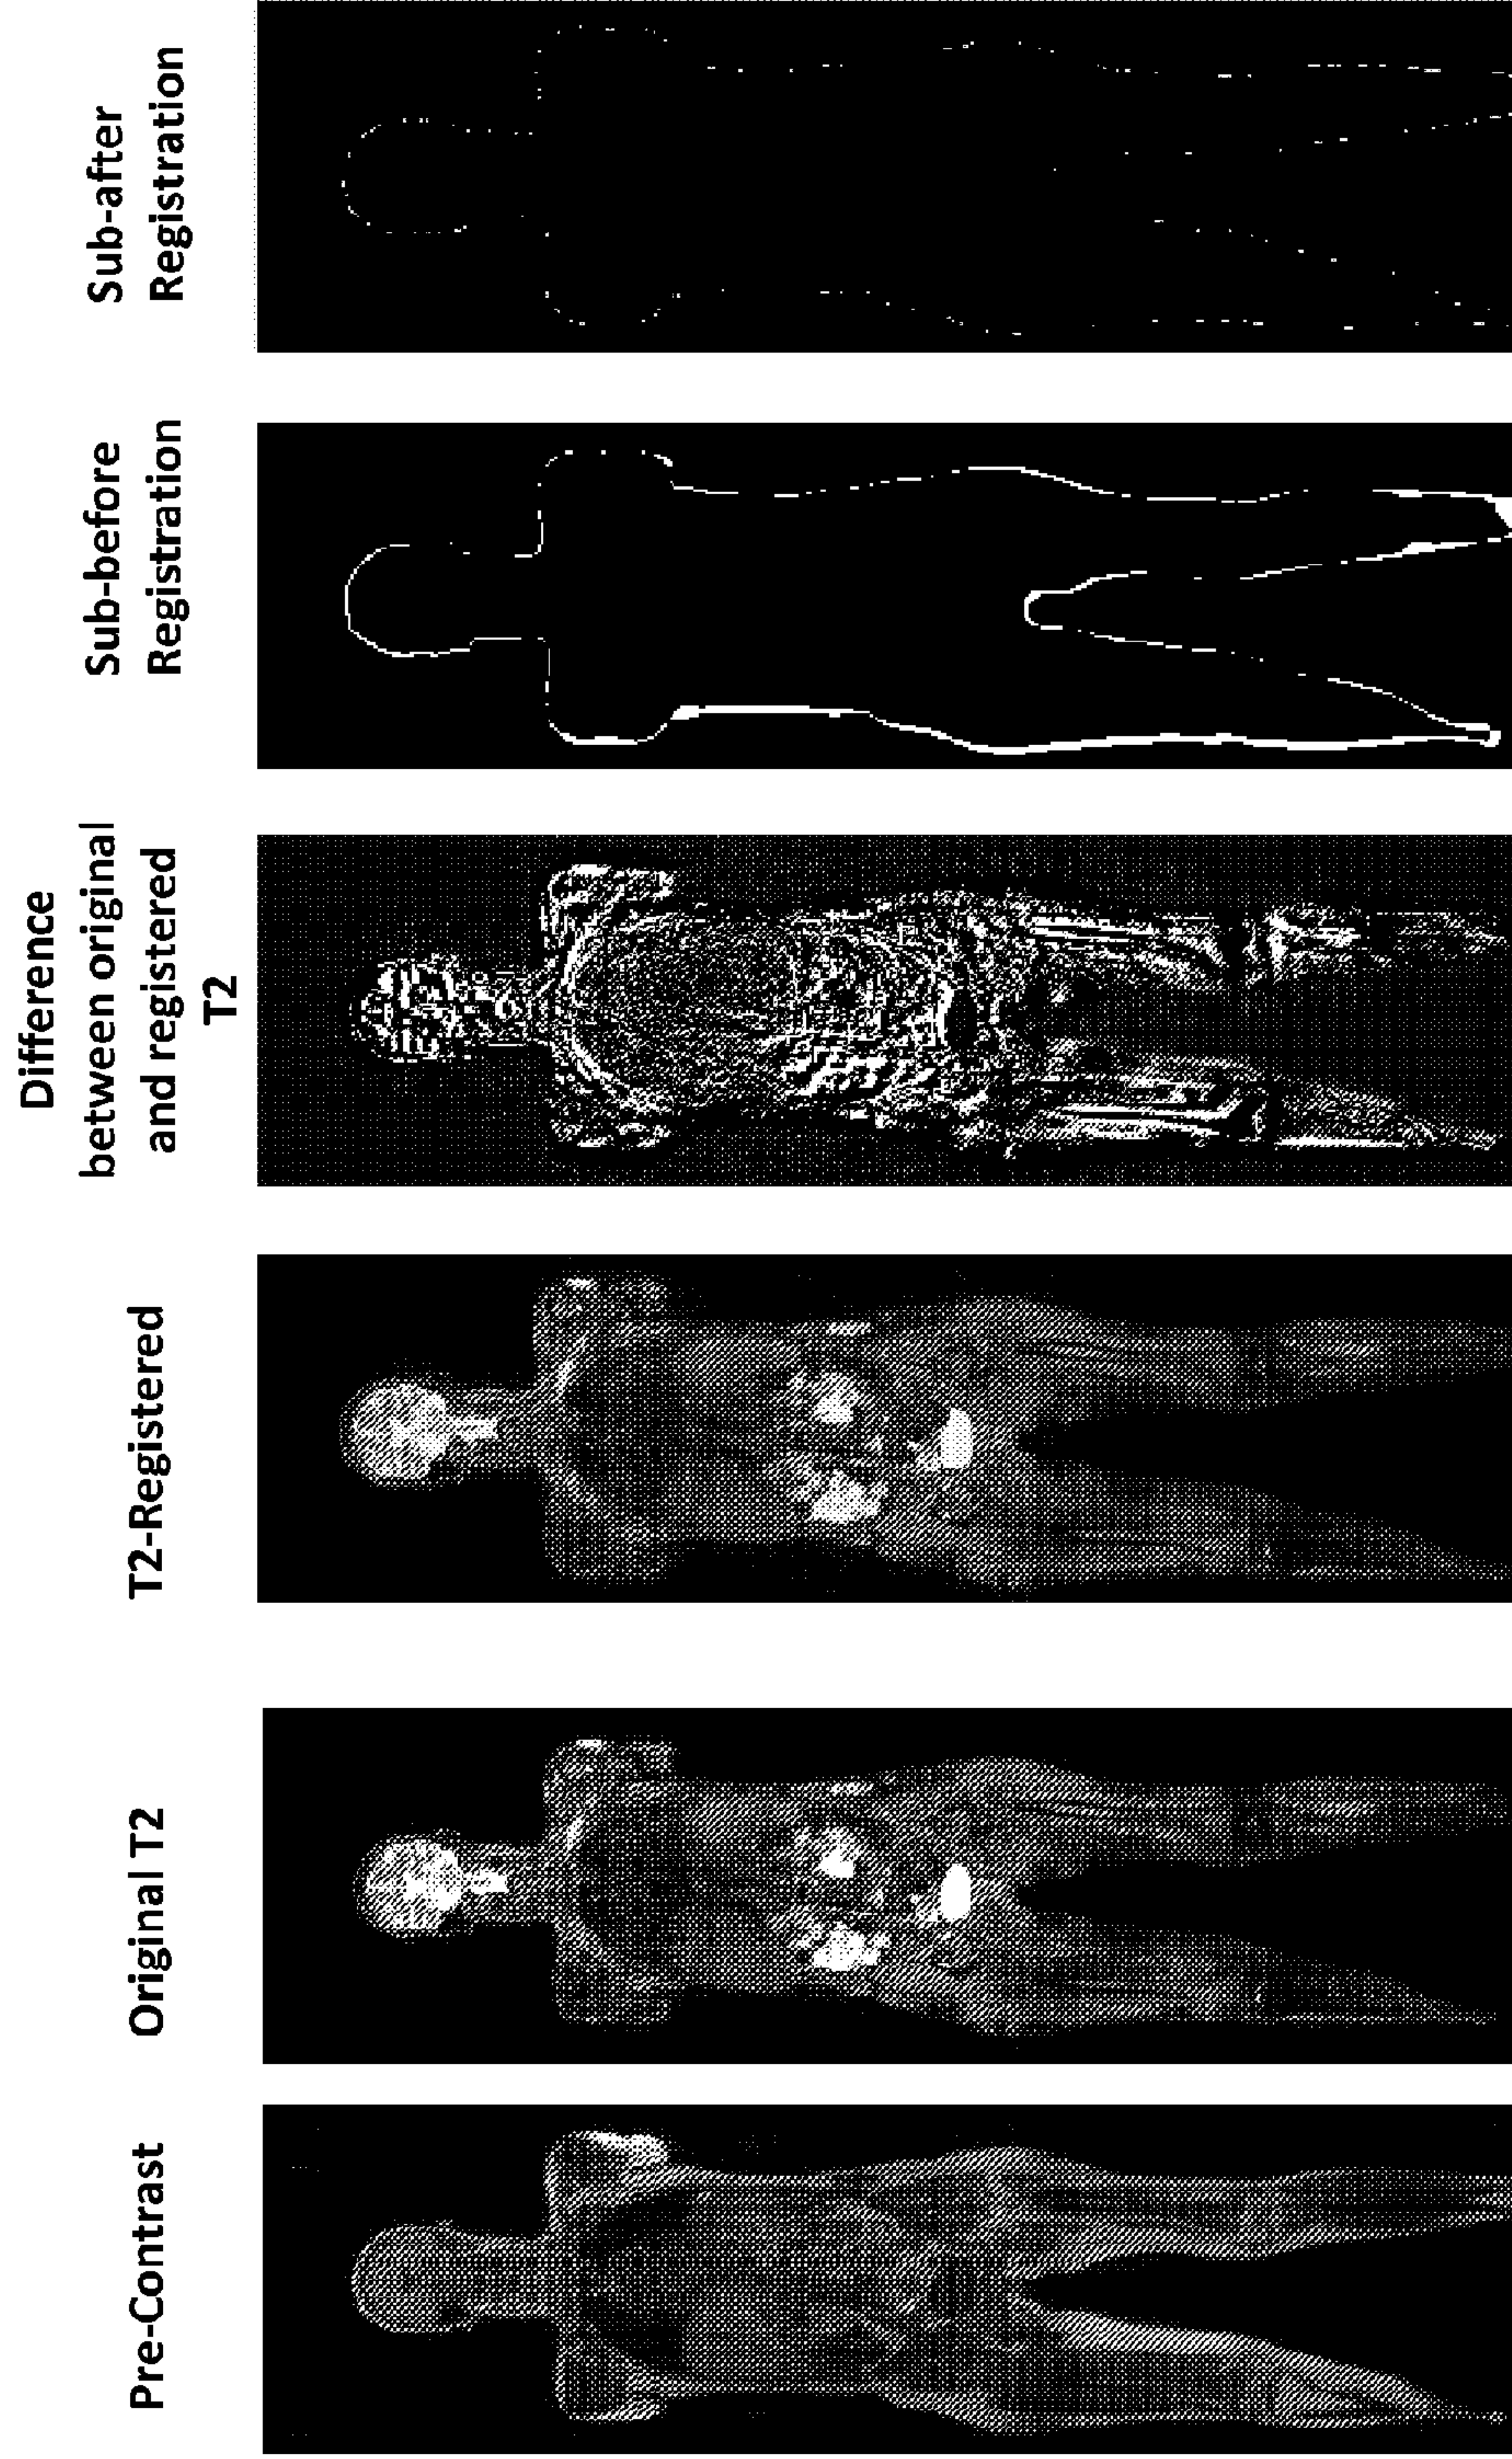 Pre-Contrast
Original T2
T2-Registered
Difference
between original
and registered
T2
Sub-before
Registration
Sub-after
Registration